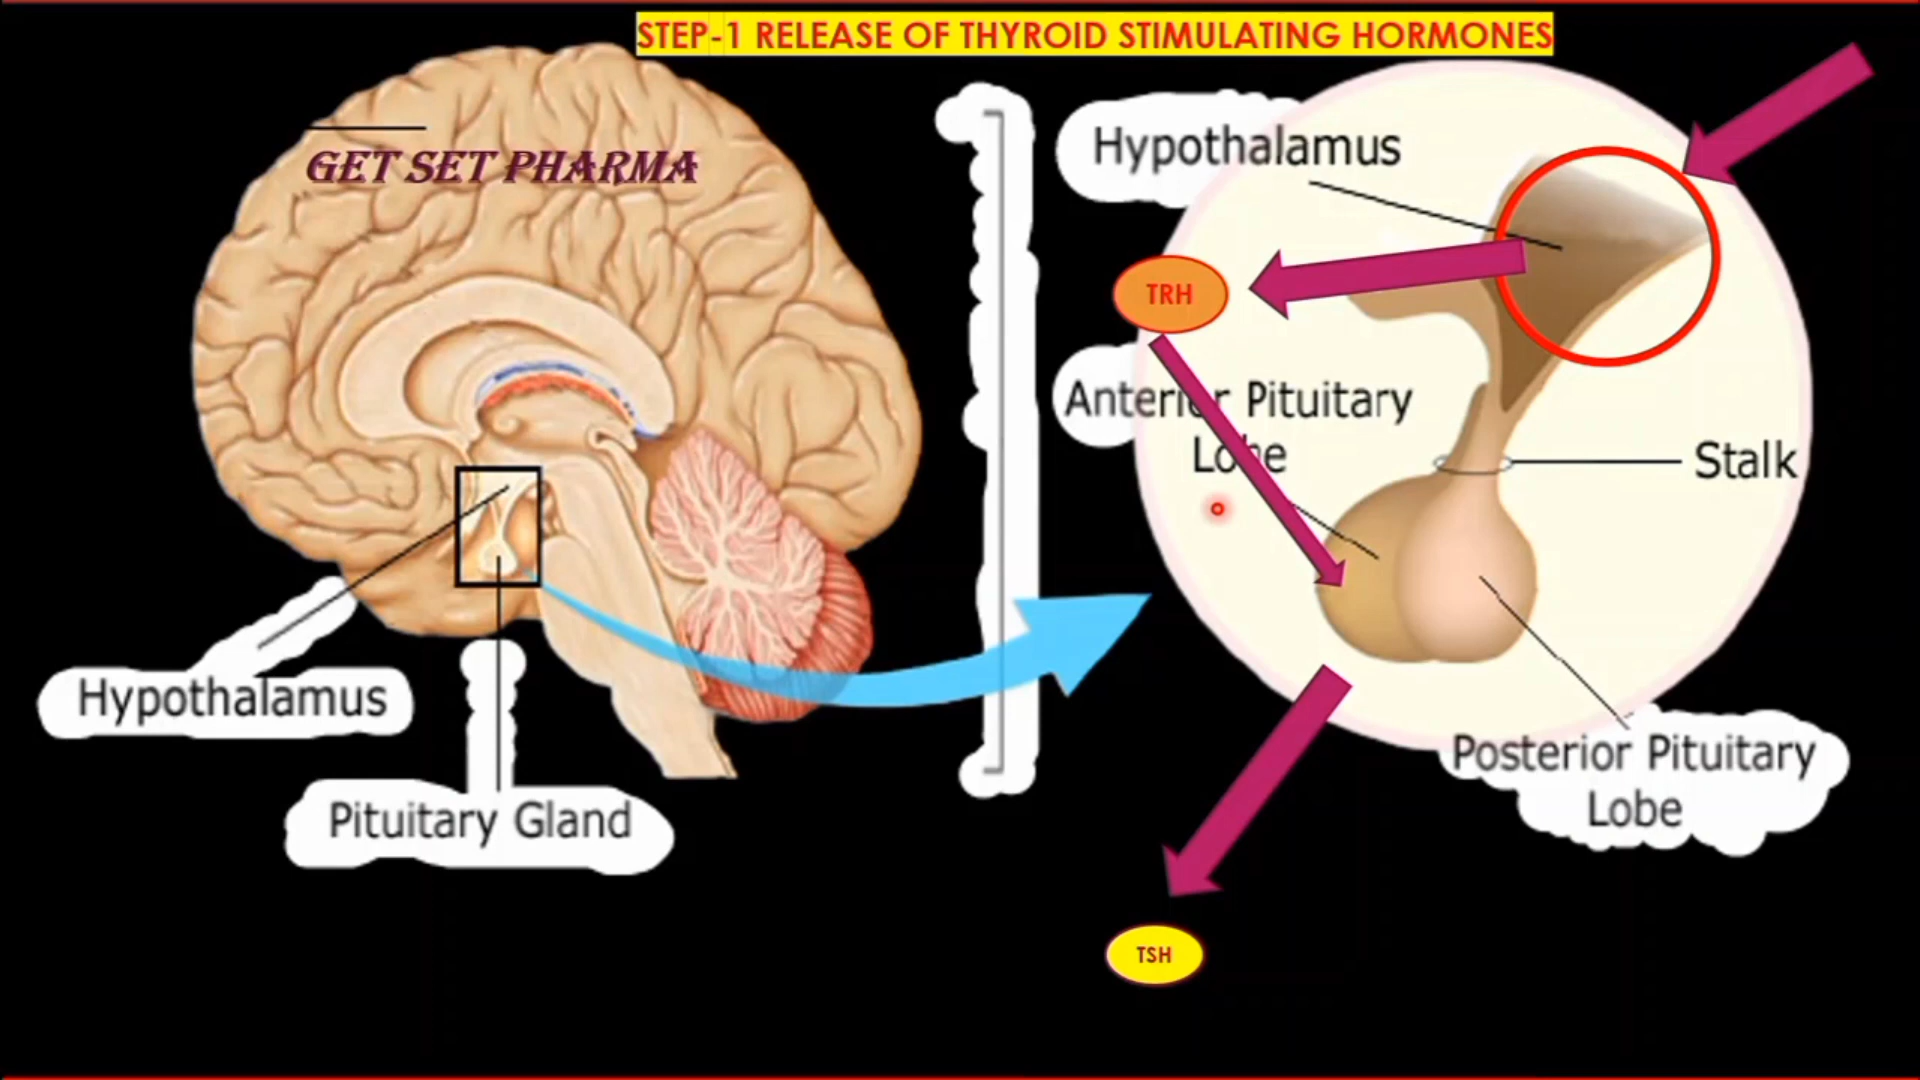 STEP-1 RELEASE OF THYROID STIMULATING HORMONES
GET SET PHARMA
Hypothalamus
TRH
Anterior Pituitary
Lobe
Stalk
Hypothalamus
Posterior Pituitary
Lobe
Pituitary Gland
TSH